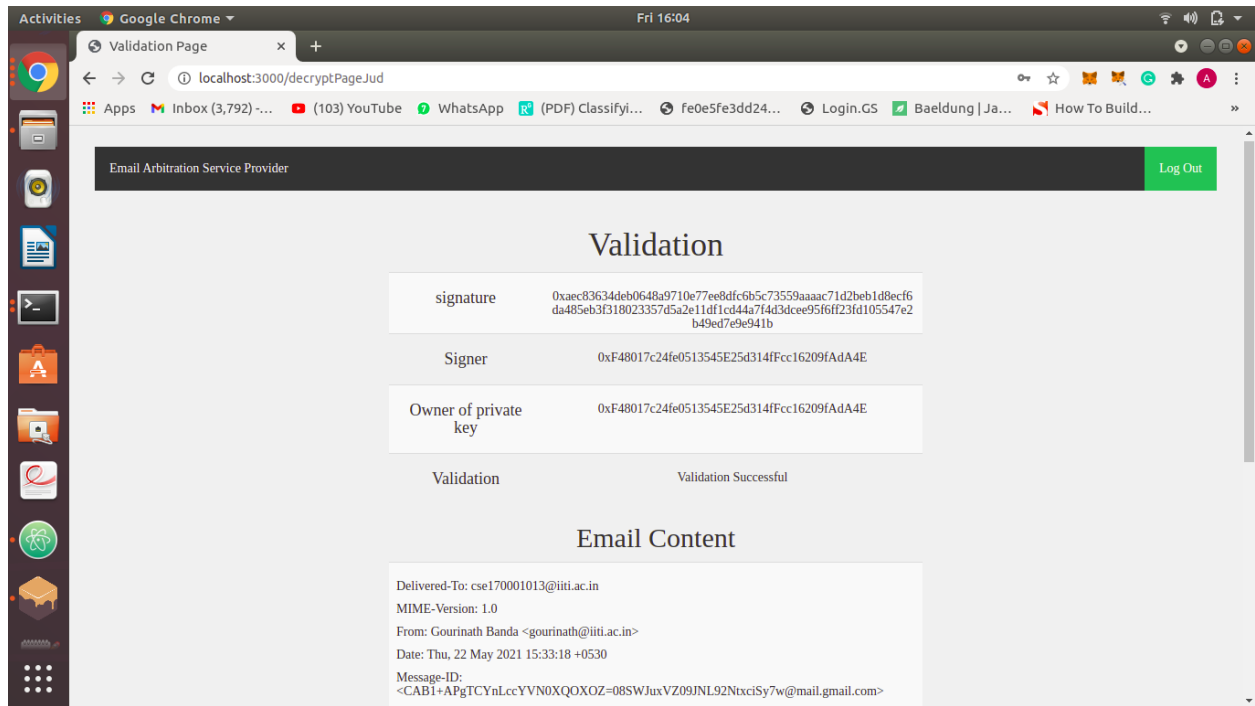 Activities Google Chrome Fri 16:04
Validation Page
localhost:3000/decryptPageJud
Apps Inbox (3,792) -... (103) YouTube WhatsApp (PDF) Classifyi... fe0e5fe3dd24... Login.GS Baeldung | Ja... How To Build... »
Email Arbitration Service Provider Log Out
Validation
signature 0xaec83634deb0648a9710e77ee8dfc6b5c73559aaaac71d2beb1d8ecf6
da485eb3f318023357d5a2e11df1cd44a7f4d3dcee95f6ff23fd105547e2
b49ed7e9e941b
Signer 0xF48017c24fe0513545E25d314fFcc16209fAdA4E
Owner of private 0xF48017c24fe0513545E25d314fFcc16209fAdA4E
key
Validation Validation Successful
Email Content
Delivered-To: cse170001013@iiti.ac.in
MIME-Version: 1.0
From: Gourinath Banda <gourinath@iiti.ac.in>
Date: Thu, 22 May 2021 15:33:18 +0530
Message-ID:
<CAB1+APgTCYnLccYVN0XQOXOZ=08SWJuxVZ09JNL92NtxciSy7w@mail.gmail.com>